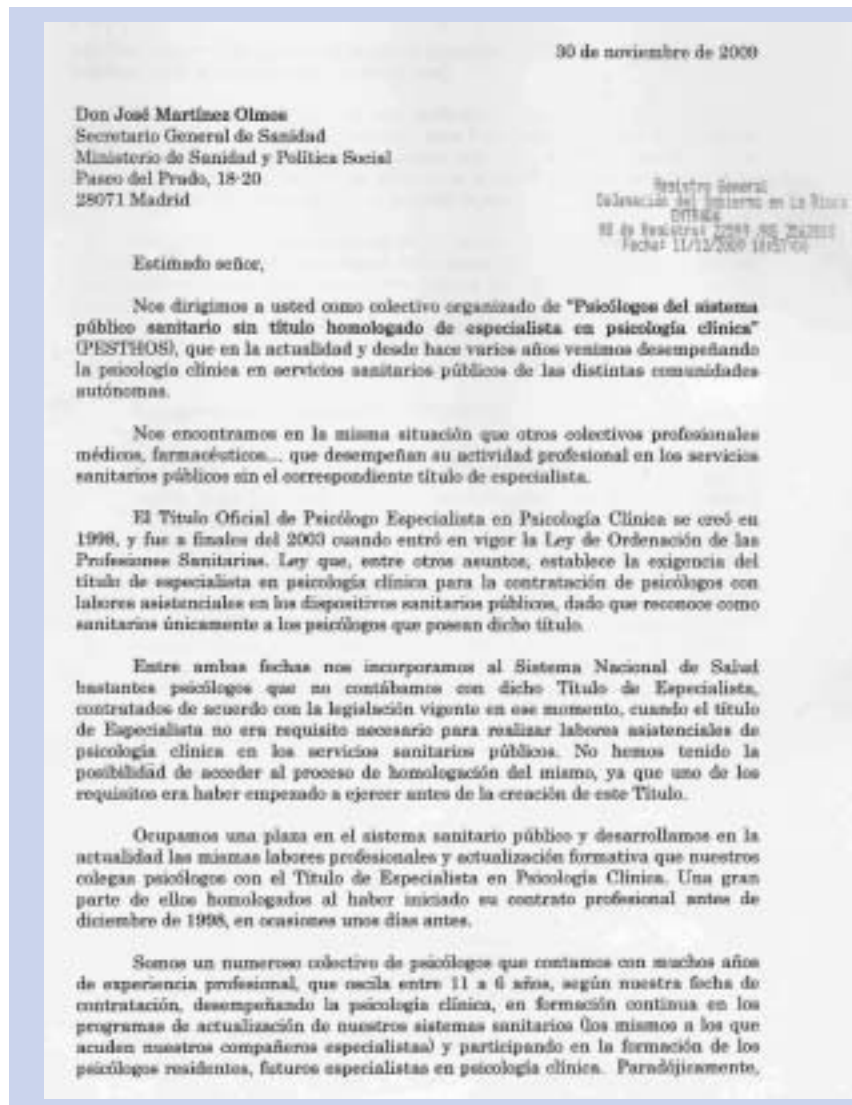 30 de noviembre de 2009
Don José Martínez Olmos
Secretario General de Sanidad
Ministerio de Sanidad y Política Social
Paseo del Prado, 18-20
28071 Madrid
Registro General
Delegación del Gobierno en La Rioja
ENTRADA
Fecha: 11/12/2009
Estimado señor,
Nos dirigimos a usted como colectivo organizado de "Psicólogos del sistema
público sanitario sin título homologado de especialista en psicología clínica"
(PESTHOS), que en la actualidad y desde hace varios años venimos desempeñando
la psicología clínica en servicios sanitarios públicos de las distintas comunidades
autónomas.
Nos encontramos en la misma situación que otros colectivos profesionales
médicos, farmacéuticos... que desempeñan su actividad profesional en los servicios
sanitarios públicos sin el correspondiente título de especialista.
El Título Oficial de Psicólogo Especialista en Psicología Clínica se creó en
1998, y fue a finales del 2003 cuando entró en vigor la Ley de Ordenación de las
Profesiones Sanitarias. Ley que, entre otros asuntos, establece la exigencia del
título de especialista en psicología clínica para la contratación de psicólogos con
labores asistenciales en los dispositivos sanitarios públicos, dado que reconoce como
sanitarios únicamente a los psicólogos que posean dicho título.
Entre ambas fechas nos incorporamos al Sistema Nacional de Salud
bastantes psicólogos que no contábamos con dicho Título de Especialista,
contratados de acuerdo con la legislación vigente en ese momento, cuando el título
de Especialista no era requisito necesario para realizar labores asistenciales de
psicología clínica en los servicios sanitarios públicos. No hemos tenido la
posibilidad de acceder al proceso de homologación del mismo, ya que uno de los
requisitos era haber empezado a ejercer antes de la creación de este Título.
Ocupamos una plaza en el sistema sanitario público y desarrollamos en la
actualidad las mismas labores profesionales y actualización formativa que nuestros
colegas psicólogos con el Título de Especialista en Psicología Clínica. Una gran
parte de ellos homologados al haber iniciado su contrato profesional antes de
diciembre de 1998, en ocasiones unos días antes.
Somos un numeroso colectivo de psicólogos que contamos con muchos años
de experiencia profesional, que oscila entre 11 a 6 años, según nuestra fecha de
contratación, desempeñando la psicología clínica, en formación continua en los
programas de actualización de nuestros sistemas sanitarios (los mismos a los que
acuden nuestros compañeros especialistas) y participando en la formación de los
psicólogos residentes, futuros especialistas en psicología clínica. Paradójicamente,